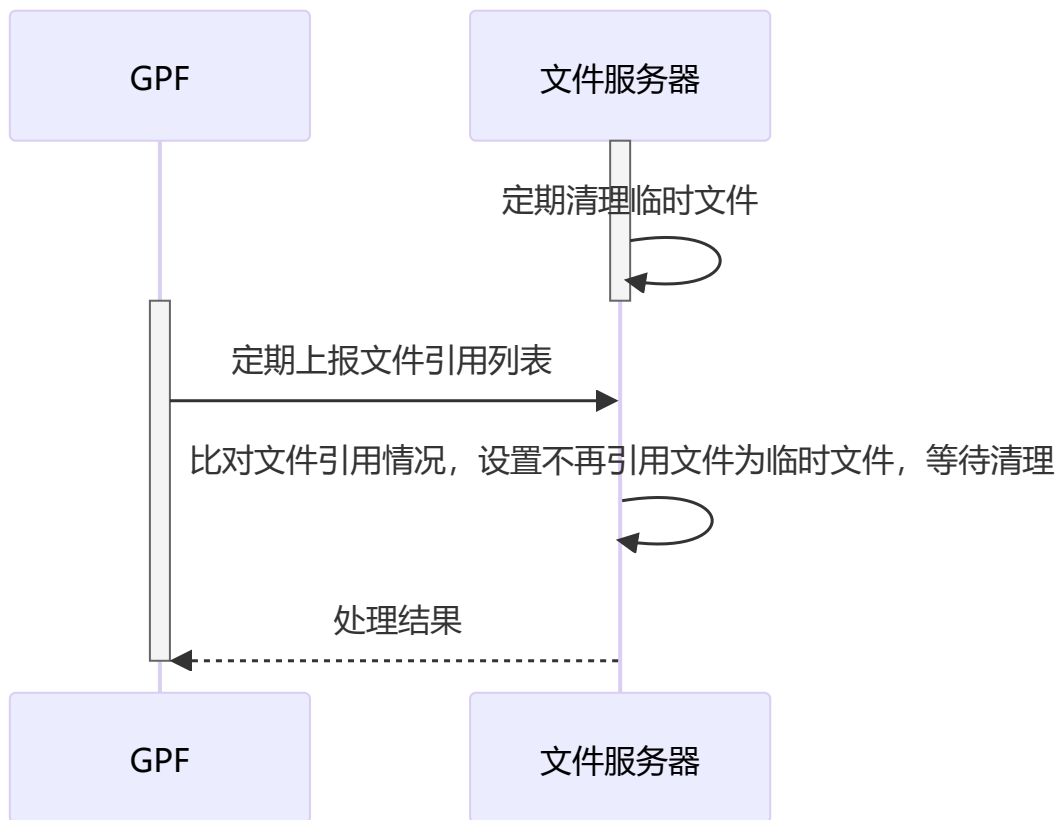 GPF
文件服务器
定期清理临时文件
定期上报文件引用列表
比对文件引用情况，设置不再引用文件为临时文件，等待清理
处理结果
GPF
文件服务器